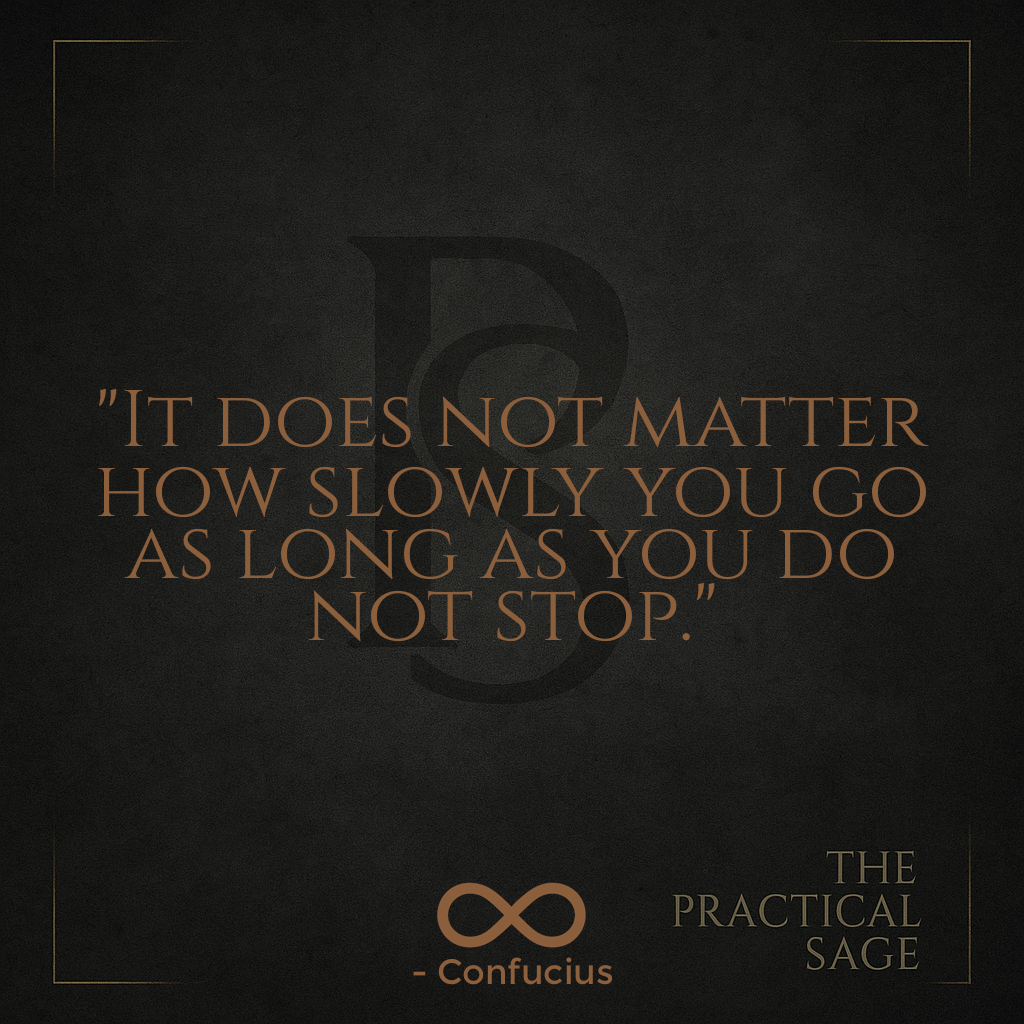 "It does not matter
how slowly you go
as long as you do
not stop."
- Confucius
THE
PRACTICAL
SAGE
PS